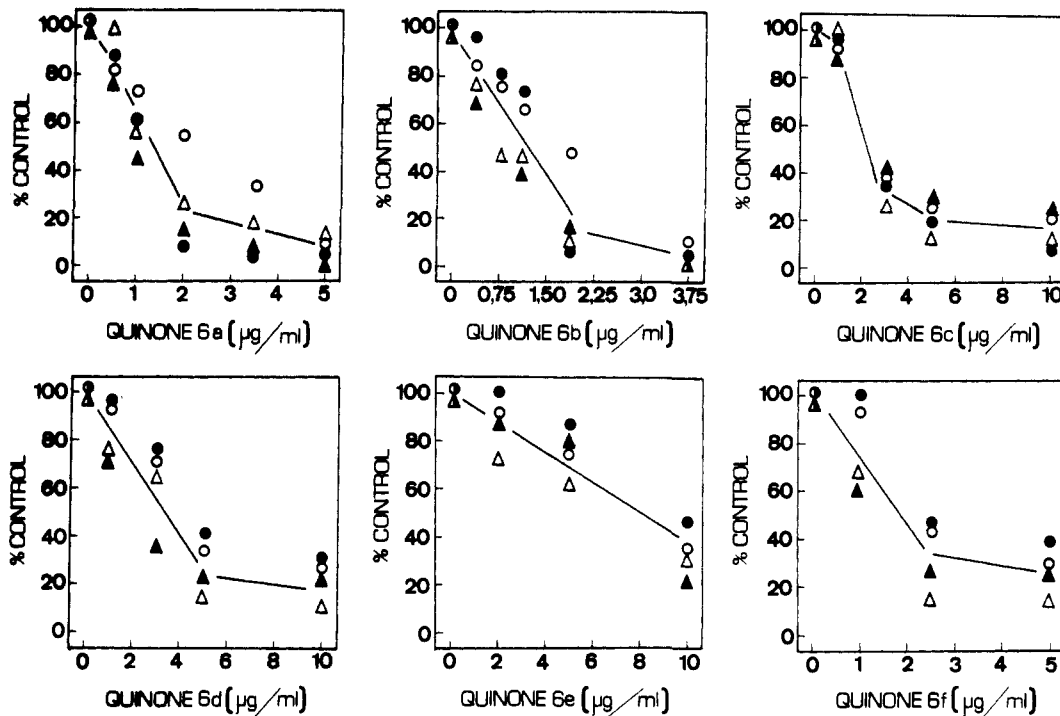 100
80
60
40
20
0
% CONTROL
0 1 2 3 4 5
QUINONE 6a (µg/ml)
100
80
60
40
20
0
% CONTROL
0 0,75 1,50 2,25 3,0 3,75
QUINONE 6b (µg/ml)
100
80
60
40
20
0
% CONTROL
0 2 4 6 8 10
QUINONE 6c (µg/ml)
100
80
60
40
20
0
% CONTROL
0 2 4 6 8 10
QUINONE 6d (µg/ml)
100
80
60
40
20
0
% CONTROL
0 2 4 6 8 10
QUINONE 6e (µg/ml)
100
80
60
40
20
0
% CONTROL
0 1 2 3 4 5
QUINONE 6f (µg/ml)